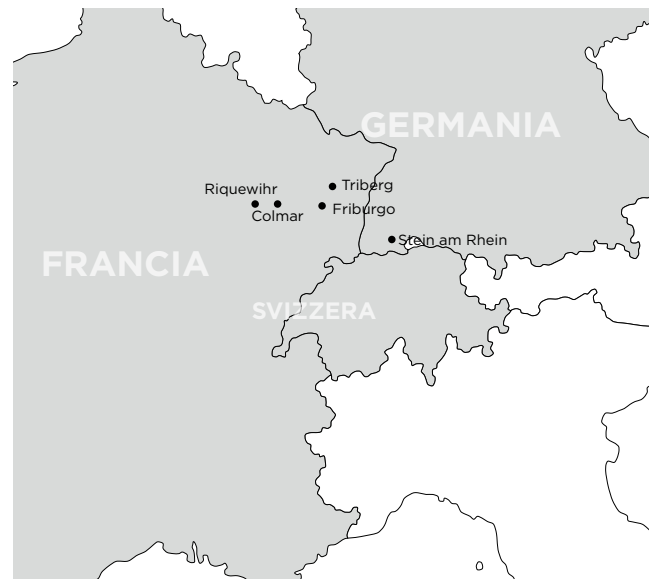 GERMANIA
Triberg
Riquewihr
Friburgo
Colmar
Stein am Rhein
FRANCIA
SVIZZERA